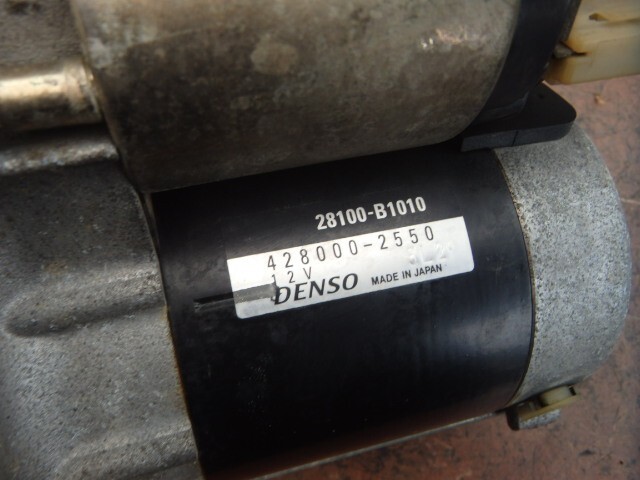 28100-B1010
428000-2550
12V
DENSO MADE IN JAPAN